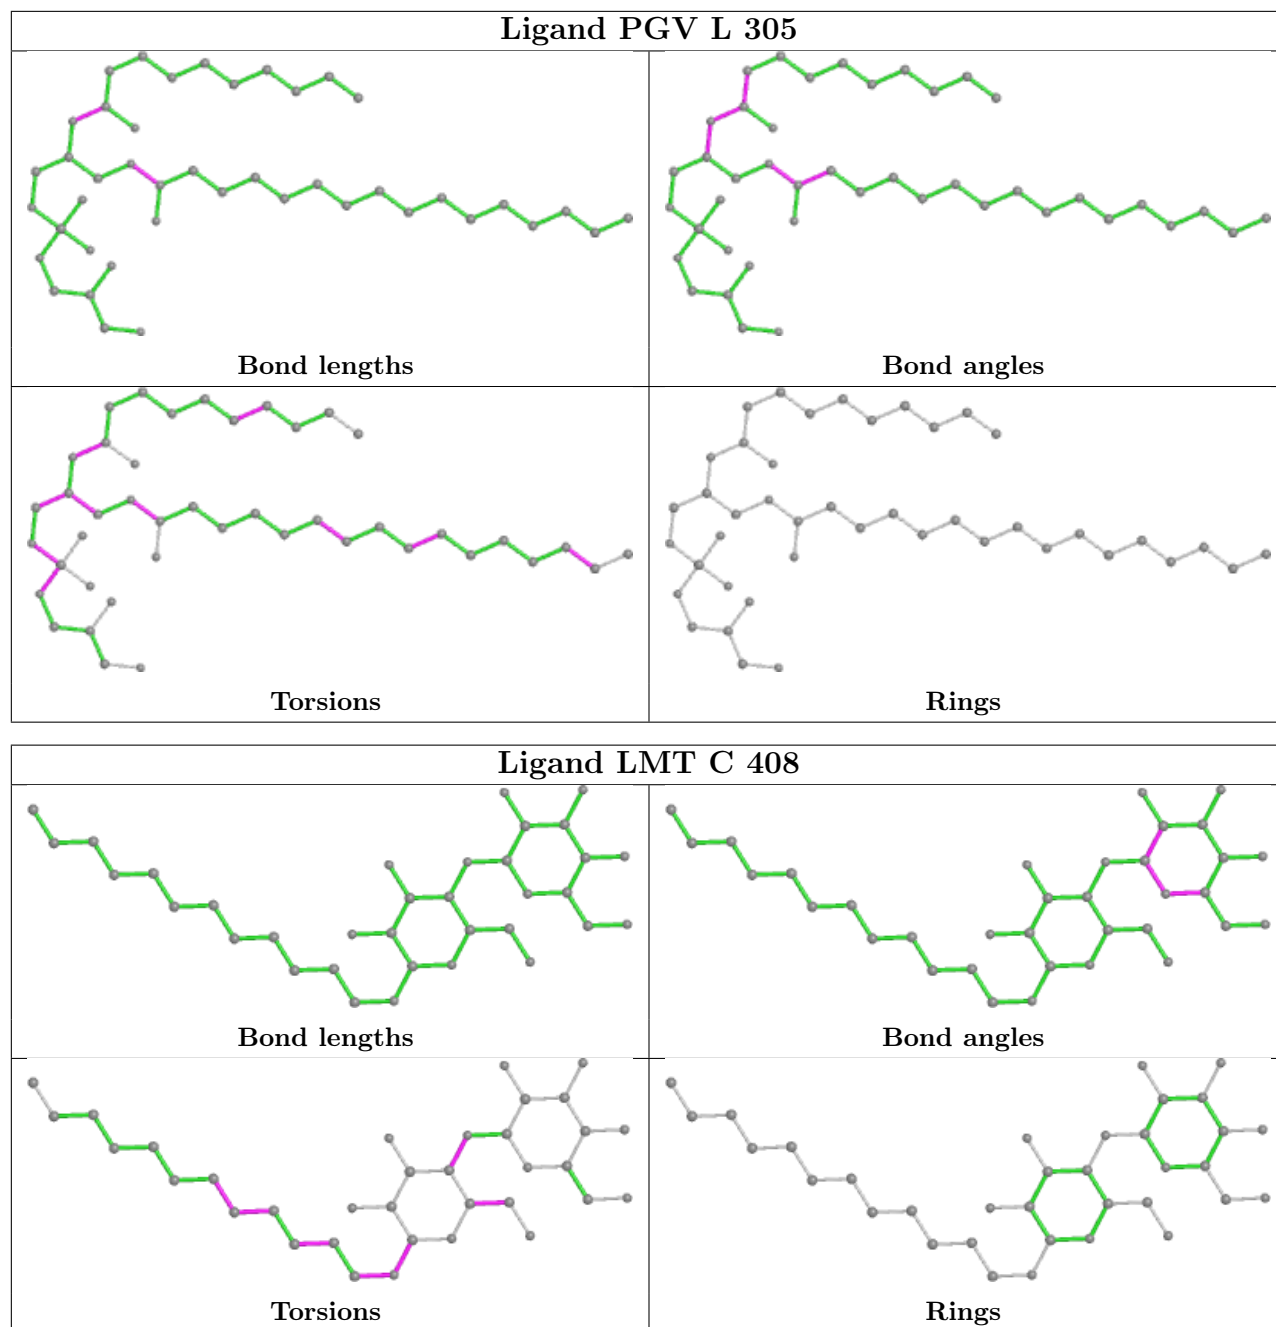 Ligand PGV L 305
Bond lengths
Bond angles
Torsions
Rings
Ligand LMT C 408
Bond lengths
Bond angles
Torsions
Rings